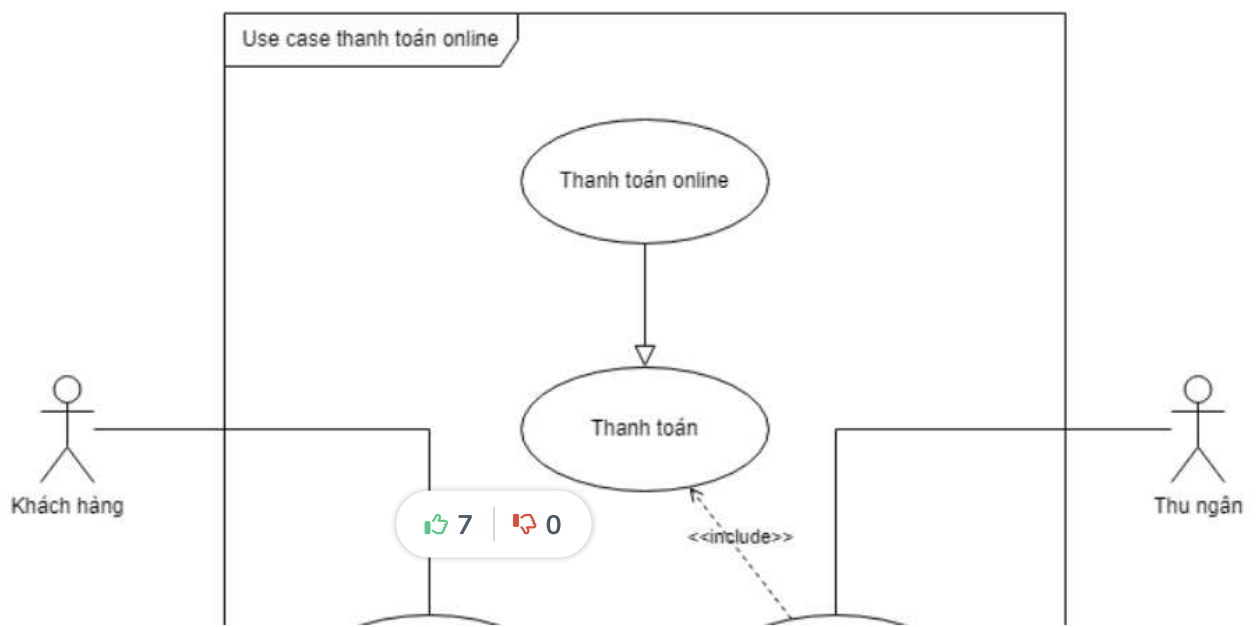 Use case thanh toán online
Thanh toán online
Thanh toán
Khách hàng
Thu ngân
7
0
<<include>>